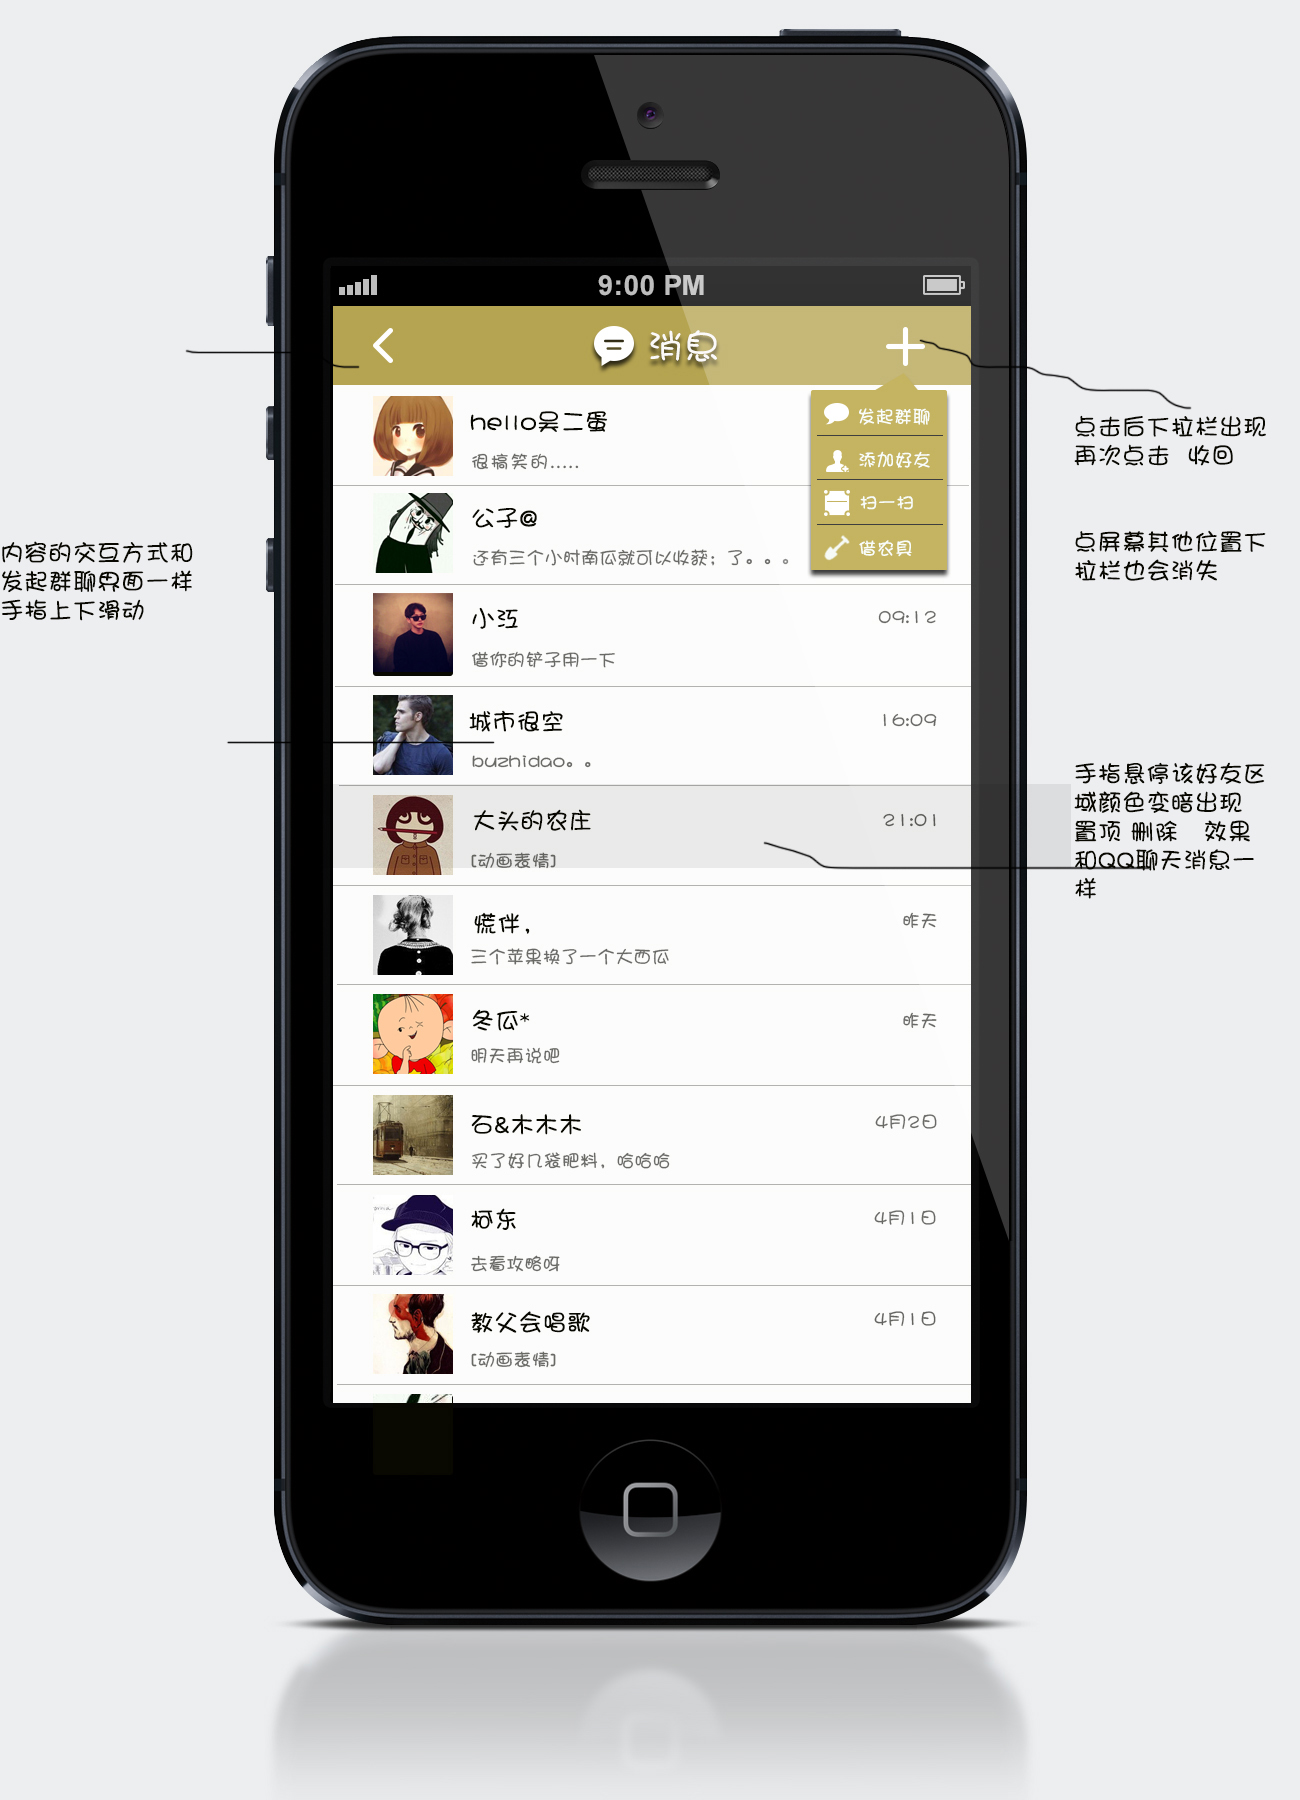 9:00 PM
消息
hello吴二蛋
很搞笑的.....
发起群聊
添加好友
扫一扫
借农具
公子@
还有三个小时南瓜就可以收获；了。。。
小江
09:12
借你的铲子用一下
城市很空
16:09
buzhidao。。
大头的农庄
21:01
[动画表情]
慌伴，
昨天
三个苹果换了一个大西瓜
冬瓜*
昨天
明天再说吧
石&木木木
4月2日
买了好几袋肥料，哈哈哈
柯东
4月1日
去看攻略呀
教父会唱歌
4月1日
[动画表情]
内容的交互方式和
发起群聊界面一样
手指上下滑动
点击后下拉栏出现
再次点击 收回
点屏幕其他位置下
拉栏也会消失
手指悬停该好友区
域颜色变暗出现
置顶 删除 效果
和QQ聊天消息一
样